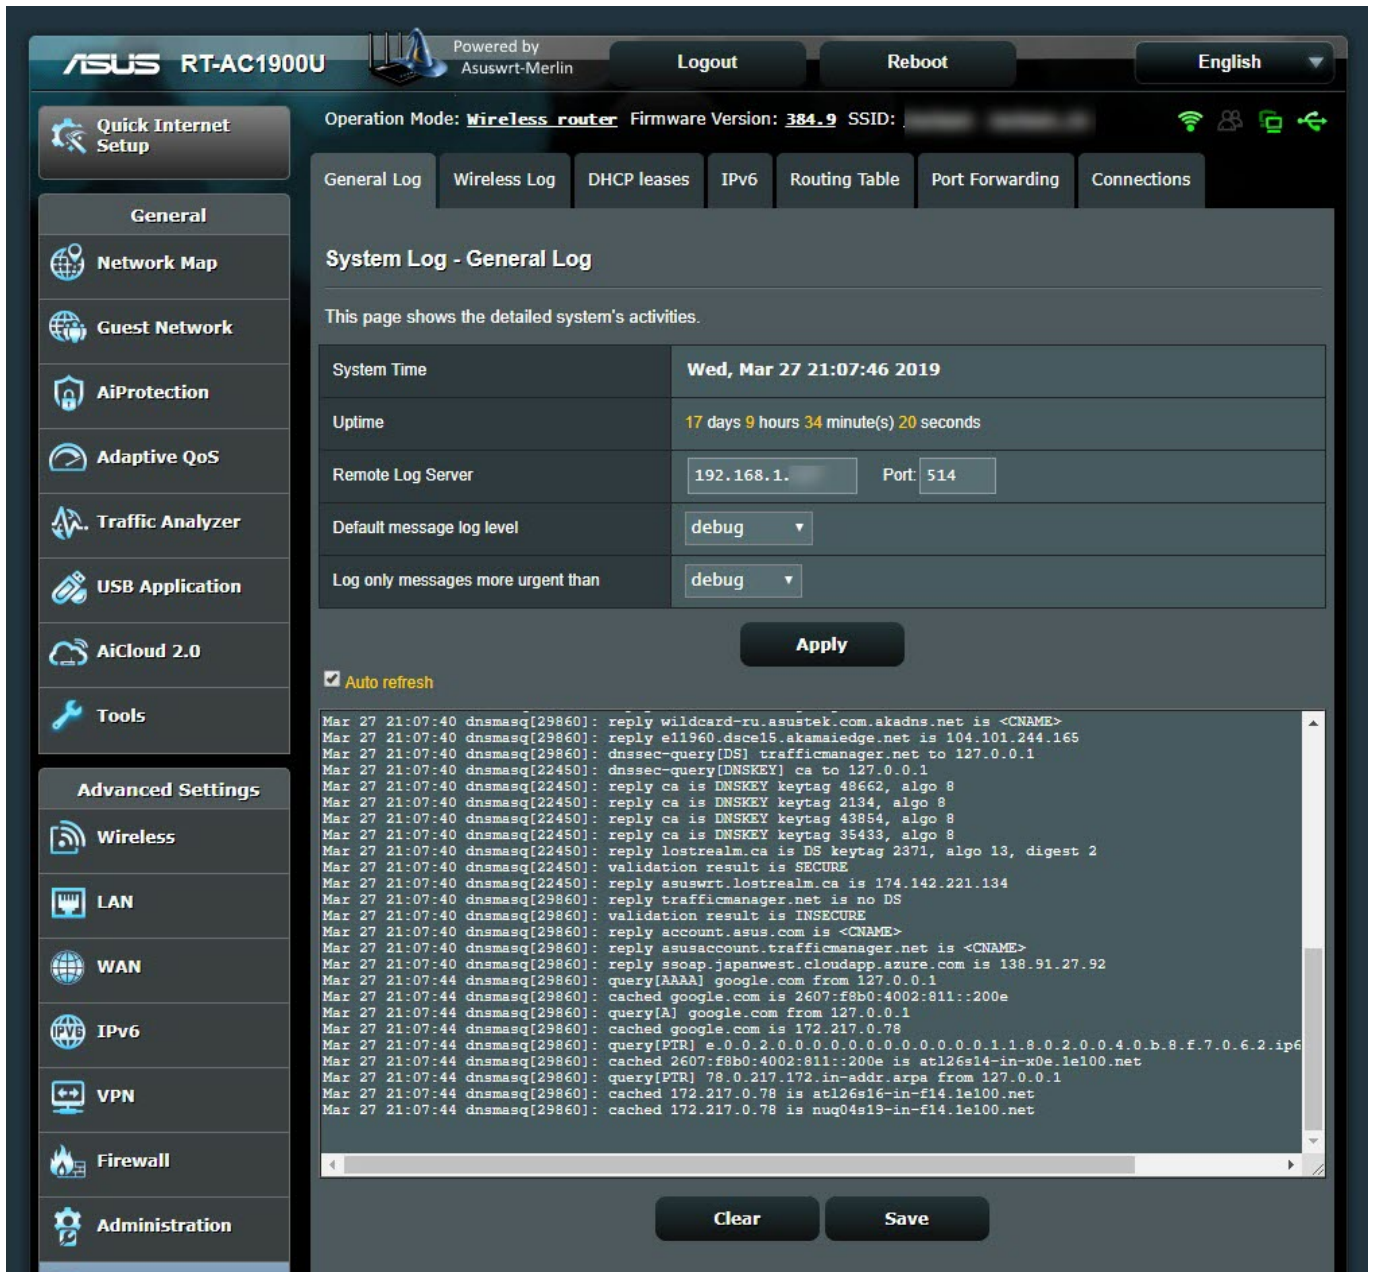 ASUS RT-AC1900U
Powered by
Asuswrt-Merlin
Logout
Reboot
English
Quick Internet
Setup
Operation Mode: Wireless router Firmware Version: 384.9 SSID:
General Log
Wireless Log
DHCP leases
IPv6
Routing Table
Port Forwarding
Connections
General
Network Map
Guest Network
AiProtection
Adaptive QoS
Traffic Analyzer
USB Application
AiCloud 2.0
Tools
Advanced Settings
Wireless
LAN
WAN
IPv6
VPN
Firewall
Administration
System Log - General Log
This page shows the detailed system's activities.
System Time
Wed, Mar 27 21:07:46 2019
Uptime
17 days 9 hours 34 minute(s) 20 seconds
Remote Log Server
192.168.1.
Port: 514
Default message log level
debug
Log only messages more urgent than
debug
Apply
Auto refresh
Mar 27 21:07:40 dnsmasq[29860]: reply wildcard-ru.asustek.com.akadns.net is <CNAME>
Mar 27 21:07:40 dnsmasq[29860]: reply e11960.dsce15.akamaiedge.net is 104.101.244.165
Mar 27 21:07:40 dnsmasq[29860]: dnssec-query[DS] trafficmanager.net to 127.0.0.1
Mar 27 21:07:40 dnsmasq[22450]: dnssec-query[DNSKEY] ca to 127.0.0.1
Mar 27 21:07:40 dnsmasq[22450]: reply ca is DNSKEY keytag 48662, algo 8
Mar 27 21:07:40 dnsmasq[22450]: reply ca is DNSKEY keytag 2134, algo 8
Mar 27 21:07:40 dnsmasq[22450]: reply ca is DNSKEY keytag 43854, algo 8
Mar 27 21:07:40 dnsmasq[22450]: reply ca is DNSKEY keytag 35433, algo 8
Mar 27 21:07:40 dnsmasq[22450]: reply lostrealm.ca is DS keytag 2371, algo 13, digest 2
Mar 27 21:07:40 dnsmasq[22450]: validation result is SECURE
Mar 27 21:07:40 dnsmasq[22450]: reply asuswrt.lostrealm.ca is 174.142.221.134
Mar 27 21:07:40 dnsmasq[29860]: reply trafficmanager.net is no DS
Mar 27 21:07:40 dnsmasq[29860]: validation result is INSECURE
Mar 27 21:07:40 dnsmasq[29860]: reply account.asus.com is <CNAME>
Mar 27 21:07:40 dnsmasq[29860]: reply asusaccount.trafficmanager.net is <CNAME>
Mar 27 21:07:40 dnsmasq[29860]: reply ssoap.japanwest.cloudapp.azure.com is 138.91.27.92
Mar 27 21:07:44 dnsmasq[29860]: query[AAAA] google.com from 127.0.0.1
Mar 27 21:07:44 dnsmasq[29860]: cached google.com is 2607:f8b0:4002:811::200e
Mar 27 21:07:44 dnsmasq[29860]: query[A] google.com from 127.0.0.1
Mar 27 21:07:44 dnsmasq[29860]: cached google.com is 172.217.0.78
Mar 27 21:07:44 dnsmasq[29860]: query[PTR] e.0.0.2.0.0.0.0.0.0.0.0.0.0.0.0.1.1.8.0.2.0.0.4.0.b.8.f.7.0.6.2.ip6
Mar 27 21:07:44 dnsmasq[29860]: cached 2607:f8b0:4002:811::200e is atl26s14-in-x0e.1e100.net
Mar 27 21:07:44 dnsmasq[29860]: query[PTR] 78.0.217.172.in-addr.arpa from 127.0.0.1
Mar 27 21:07:44 dnsmasq[29860]: cached 172.217.0.78 is atl26s16-in-f14.1e100.net
Mar 27 21:07:44 dnsmasq[29860]: cached 172.217.0.78 is nuq04s19-in-f14.1e100.net
Clear
Save